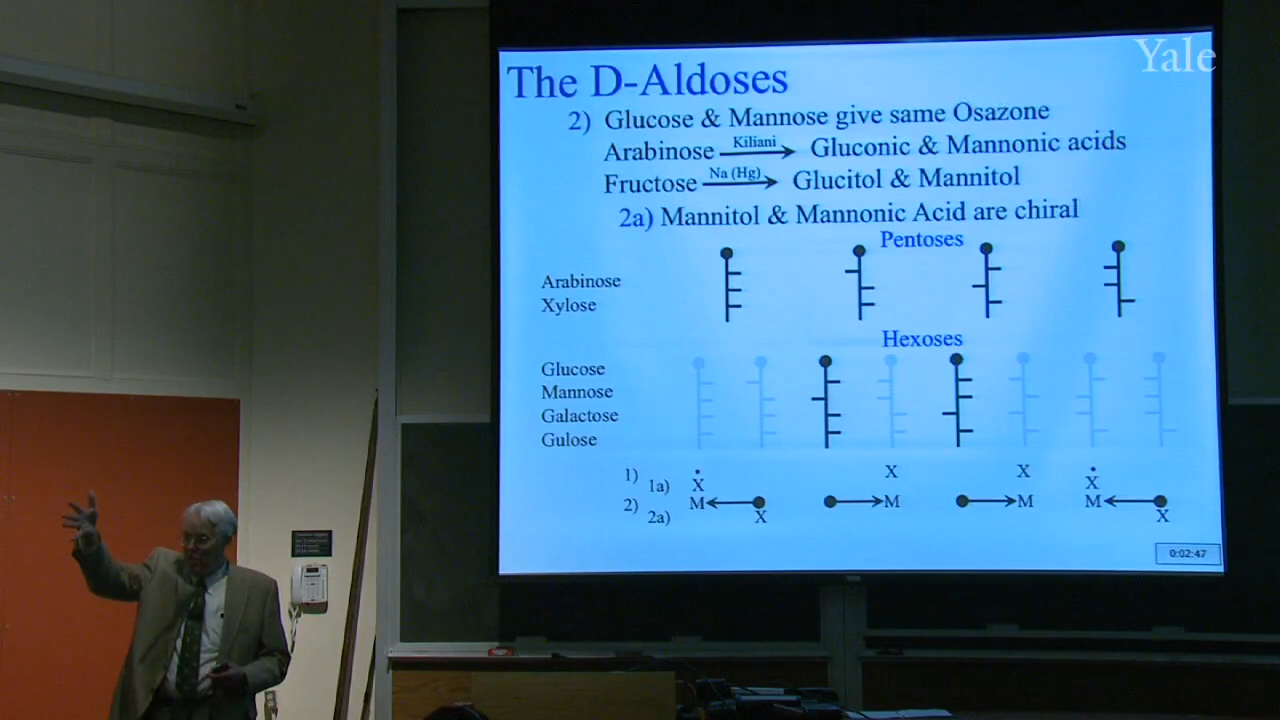 Yale
The D-Aldoses
2) Glucose & Mannose give same Osazone
Arabinose Kiliani Gluconic & Mannonic acids
Fructose Na (Hg) Glucitol & Mannitol
2a) Mannitol & Mannonic Acid are chiral
Pentoses
Arabinose
Xylose
Hexoses
Glucose
Mannose
Galactose
Gulose
1) X X
1a) X X
2) M M M M
2a) X X
0:02:47